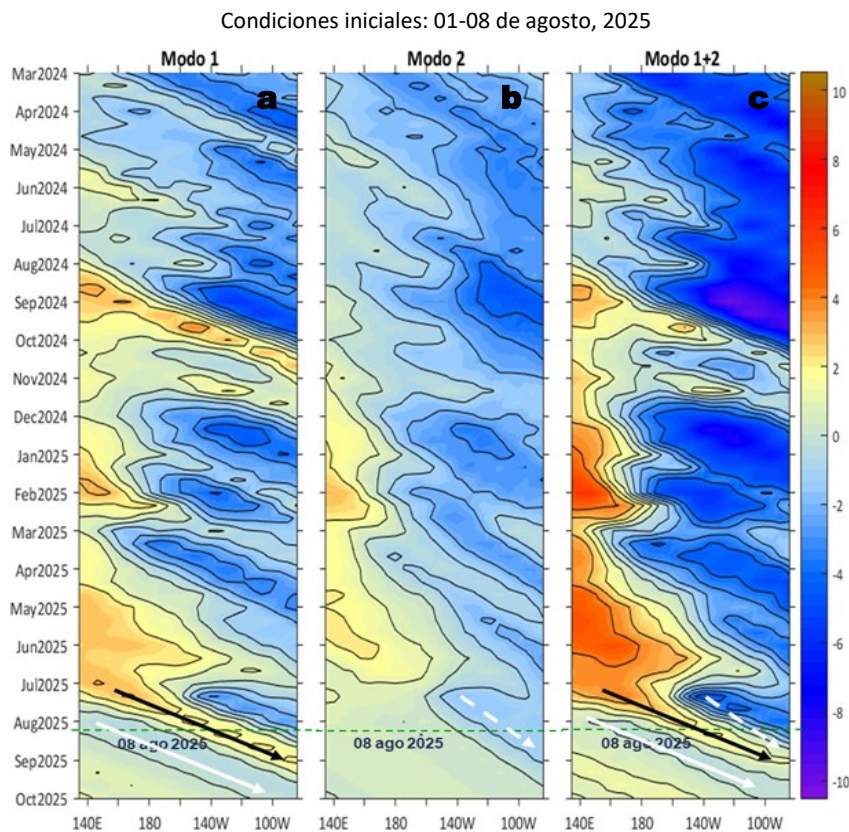 Condiciones iniciales: 01-08 de agosto, 2025
Modo 1 Modo 2 Modo 1+2
a b c
Mar2024
Apr2024
May2024
Jun2024
Jul2024
Aug2024
Sep2024
Oct2024
Nov2024
Dec2024
Jan2025
Feb2025
Mar2025
Apr2025
May2025
Jun2025
Jul2025
Aug2025
Sep2025
Oct2025
08 ago 2025 08 ago 2025 08 ago 2025
140E 180 140W 100W 140E 180 140W 100W 140E 180 140W 100W
10
8
6
4
2
0
-2
-4
-6
-8
-10